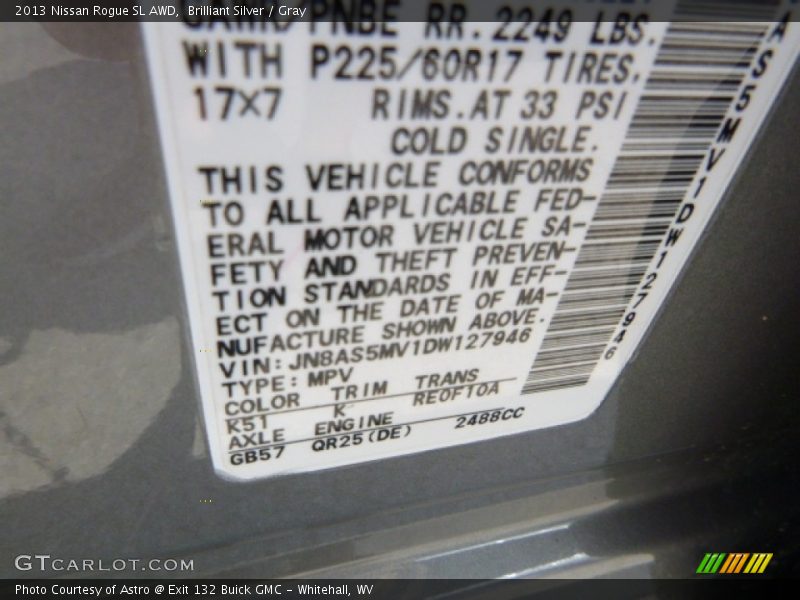 2013 Nissan Rogue SL AWD, Brilliant Silver / Gray
PNBE RR. 2249 LBS.
WITH P225/60R17 TIRES.
17×7 RIMS. AT 33 PSI
COLD SINGLE.
THIS VEHICLE CONFORMS
TO ALL APPLICABLE FED-
ERAL MOTOR VEHICLE SA-
FETY AND THEFT PREVEN-
TION STANDARDS IN EFF-
ECT ON THE DATE OF MA-
NUFACTURE SHOWN ABOVE.
VIN: JN8AS5MV1DW127946
TYPE: MPV
COLOR TRIM TRANS
K51 K RE0F10A
AXLE ENGINE
GB57 QR25(DE) 2488CC
AS5MV1DW127946
GTCARLOT.COM
Photo Courtesy of Astro @ Exit 132 Buick GMC - Whitehall, WV